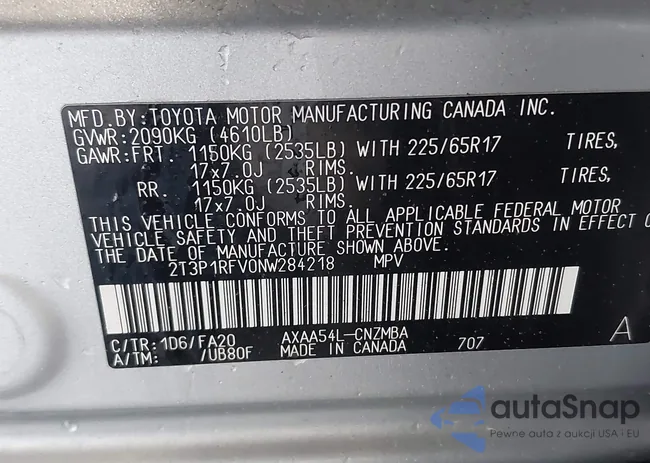 MFD.BY:TOYOTA MOTOR MANUFACTURING CANADA INC.
GVWR:2090KG (4610LB)
GAWR:FRT. 1150KG (2535LB) WITH 225/65R17 TIRES,
17x7.0J RIMS.
RR. 1150KG (2535LB) WITH 225/65R17 TIRES,
17x7.0J RIMS.
THIS VEHICLE CONFORMS TO ALL APPLICABLE FEDERAL MOTOR
VEHICLE SAFETY AND THEFT PREVENTION STANDARDS IN EFFECT
THE DATE OF MANUFACTURE SHOWN ABOVE.
2T3P1RFV0NW284218 MPV
C/TR:1D6/FA20 AXAA54L-CNZMBA
A/TM: /UB80F MADE IN CANADA 707 A
autaSnap
Pewne auta z aukcji USA i EU